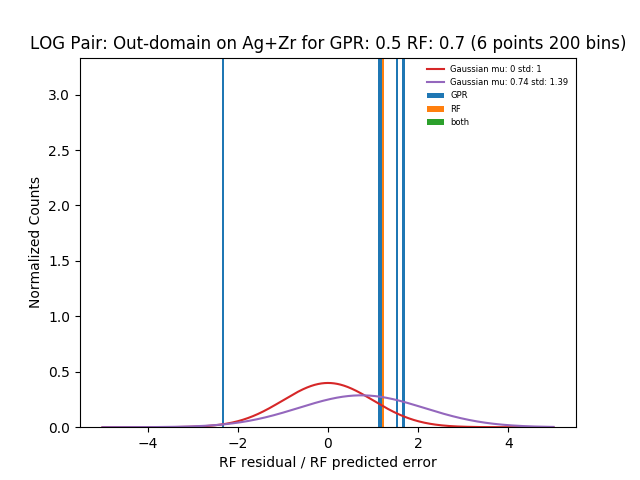 LOG Pair: Out-domain on Ag+Zr for GPR: 0.5 RF: 0.7 (6 points 200 bins)
Gaussian mu: 0 std: 1
Gaussian mu: 0.74 std: 1.39
GPR
RF
both
Normalized Counts
3.0
2.5
2.0
1.5
1.0
0.5
0.0
−4
−2
0
2
4
RF residual / RF predicted error